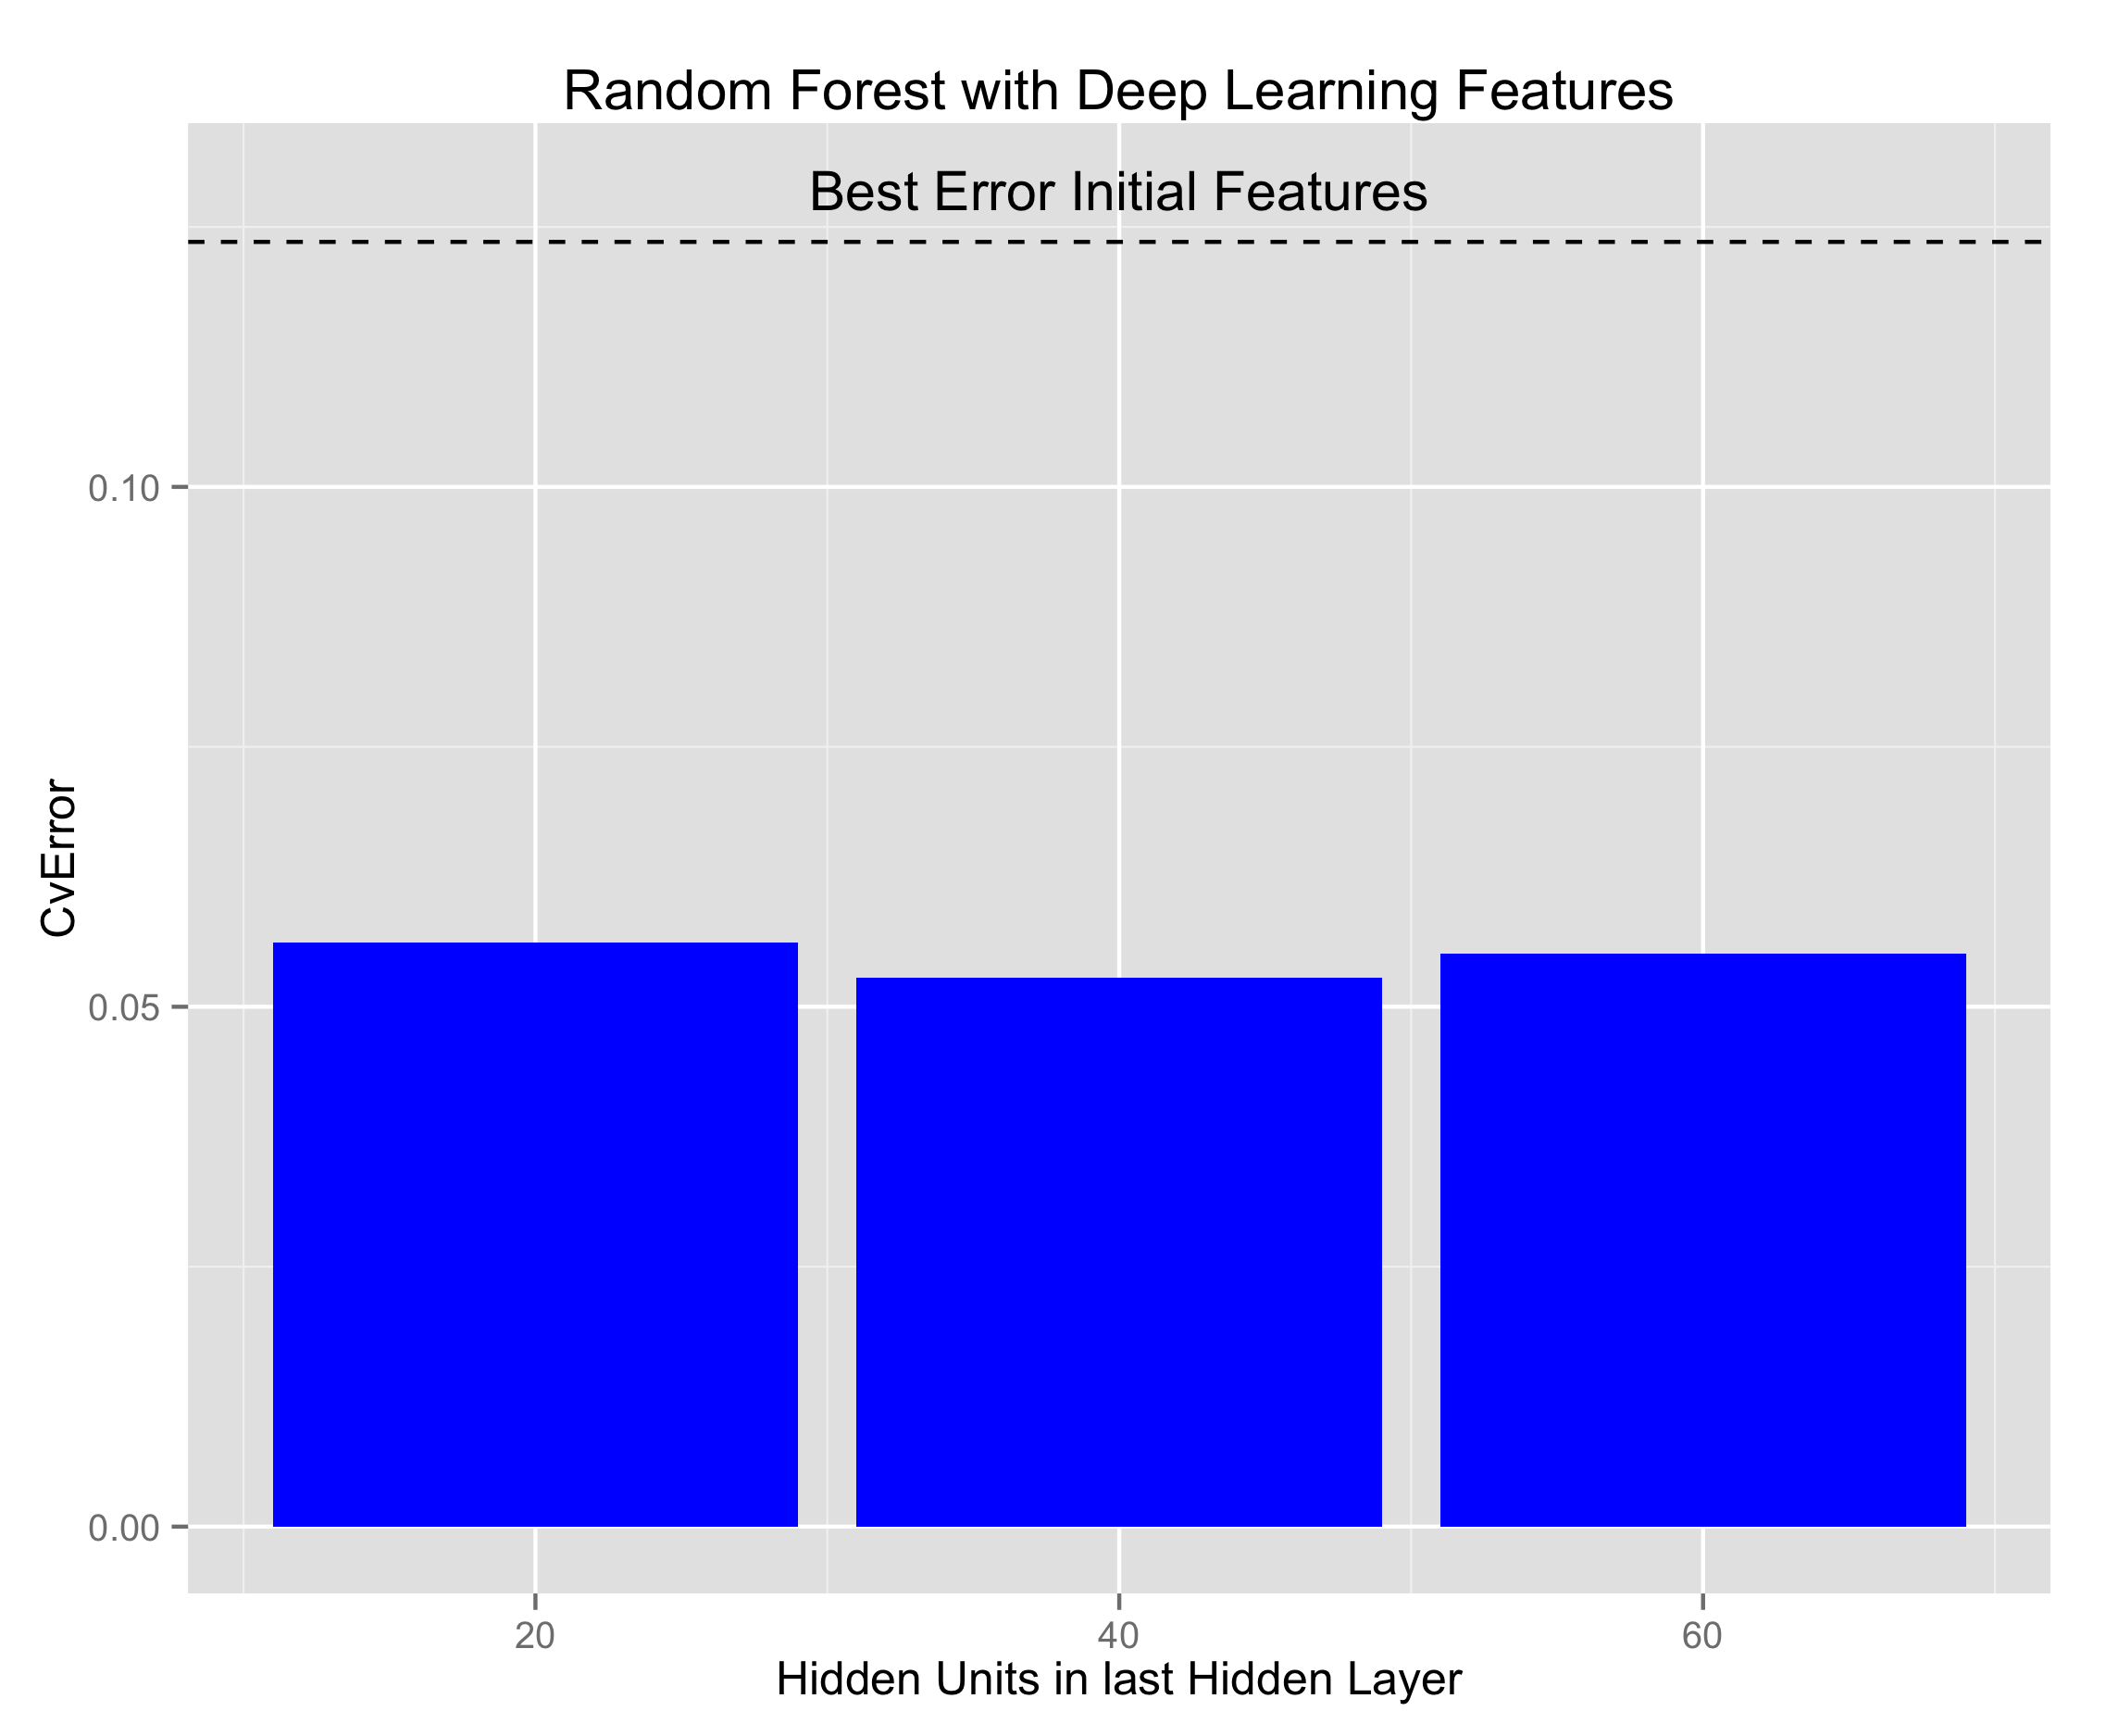 Random Forest with Deep Learning Features
Best Error Initial Features
0.10
0.05
0.00
CvError
20 40 60
Hidden Units in last Hidden Layer